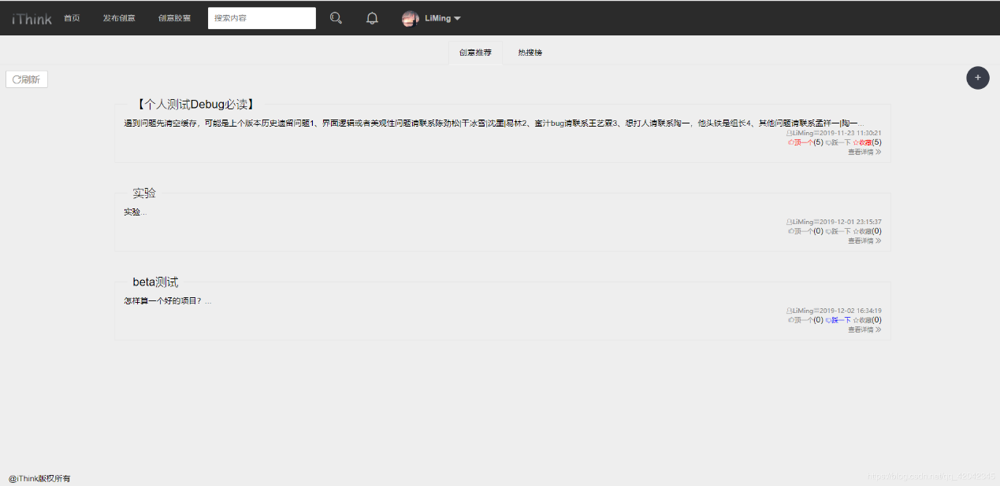 iThink 首页 发布创意 创意胶囊 搜索内容 LiMing
创意推荐 热搜榜
刷新
+
【个人测试Debug必读】
遇到问题先清空缓存，可能是上个版本历史遗留问题1、界面逻辑或者美观性问题请联系陈劲松|干冰雪|沈里|易林2、蜜汁bug请联系王艺霖3、想打人请联系陶一，他头铁是组长4、其他问题请联系孟祥一|陶一...
LiMing 2019-11-23 11:30:21
顶一个(5) 踩一下 收藏(5)
查看详情
实验
实验...
LiMing 2019-12-01 23:15:37
顶一个(0) 踩一下 收藏(0)
查看详情
beta测试
怎样算一个好的项目？...
LiMing 2019-12-02 16:34:19
顶一个(0) 踩一下 收藏(0)
查看详情
@iThink版权所有